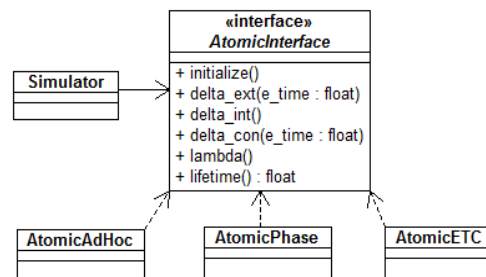 «interface»
AtomicInterface
Simulator
+ initialize()
+ delta_ext(e_time : float)
+ delta_int()
+ delta_con(e_time : float)
+ lambda()
+ lifetime() : float
AtomicAdHoc
AtomicPhase
AtomicETC